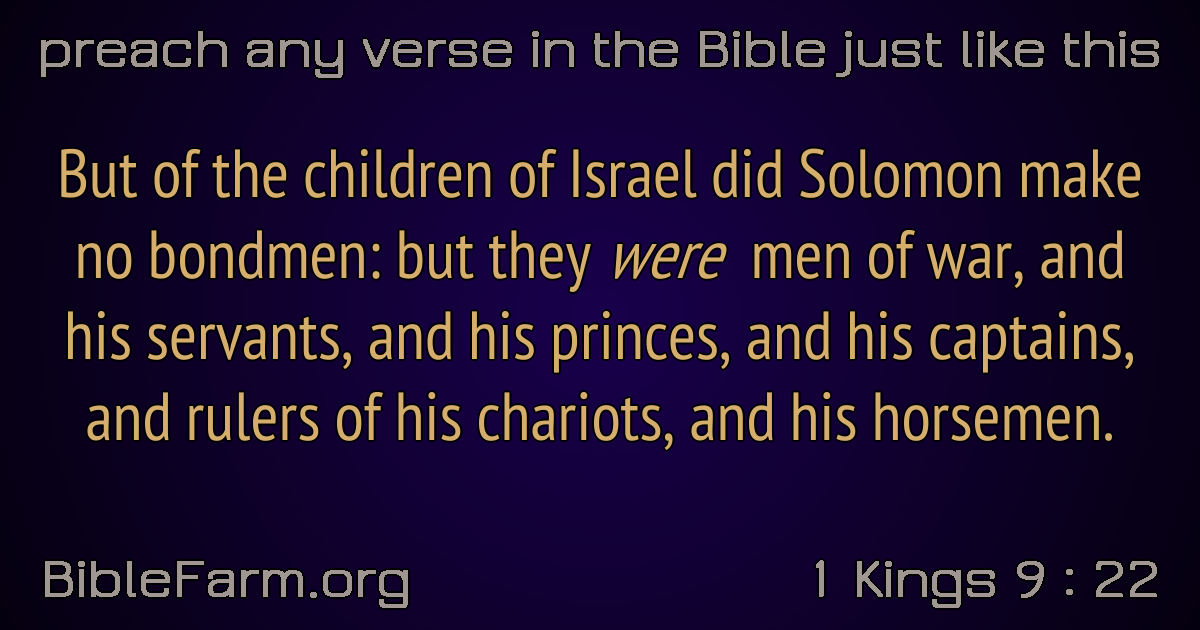 preach any verse in the Bible just like this
But of the children of Israel did Solomon make
no bondmen: but they were men of war, and
his servants, and his princes, and his captains,
and rulers of his chariots, and his horsemen.
BibleFarm.org
1 Kings 9 : 22